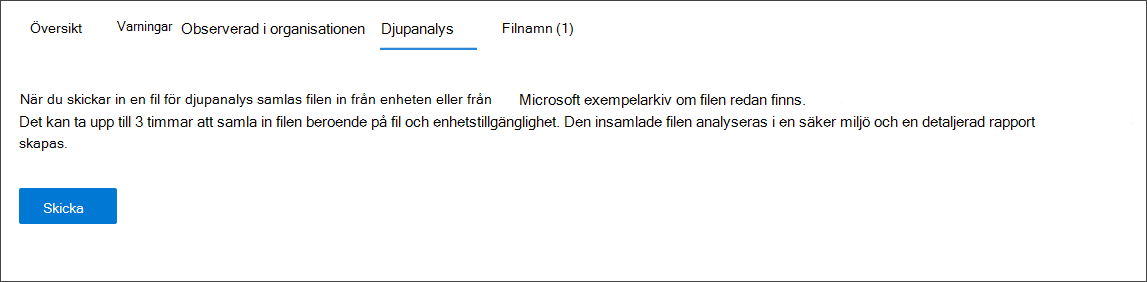 Översikt Varningar Observerad i organisationen Djupanalys Filnamn (1)
När du skickar in en fil för djupanalys samlas filen in från enheten eller från Microsoft exempelarkiv om filen redan finns.
Det kan ta upp till 3 timmar att samla in filen beroende på fil och enhetstillgänglighet. Den insamlade filen analyseras i en säker miljö och en detaljerad rapport
skapas.
Skicka